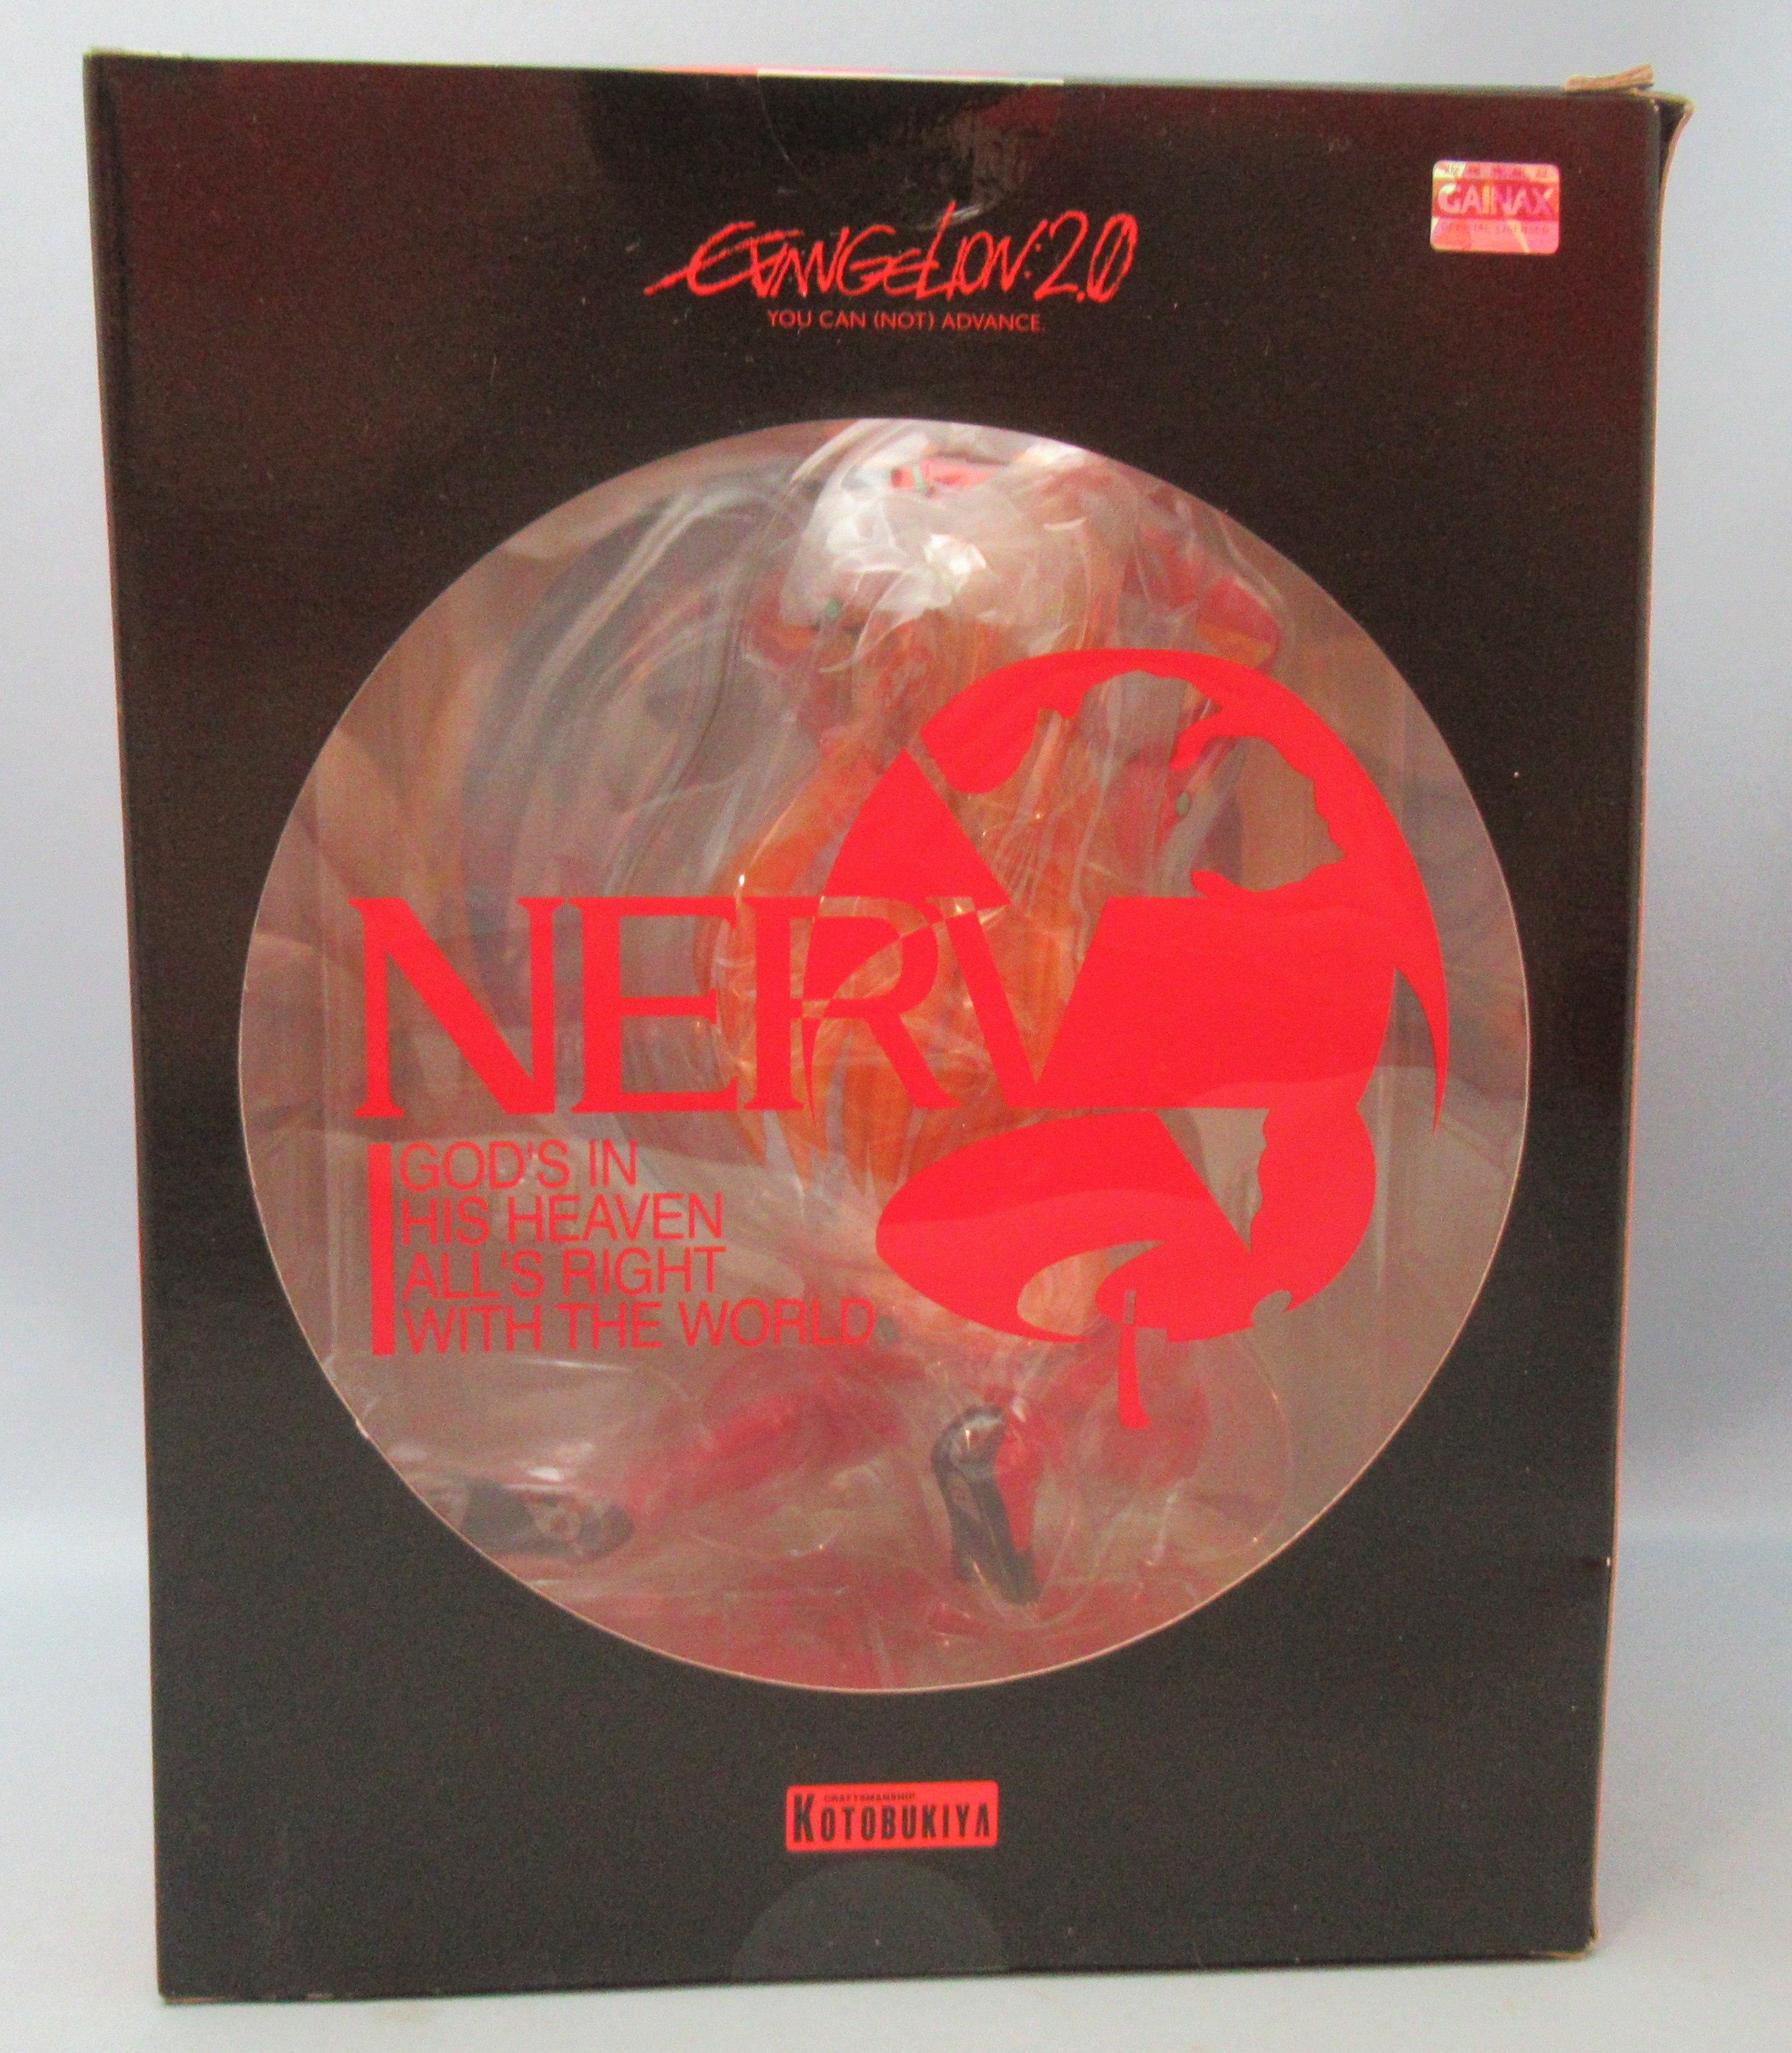 EVANGELION:2.0
YOU CAN (NOT) ADVANCE.
GAINAX
NERV
GOD'S IN
HIS HEAVEN
ALL'S RIGHT
WITH THE WORLD
CRAFTSMANSHIP
KOTOBUKIYA